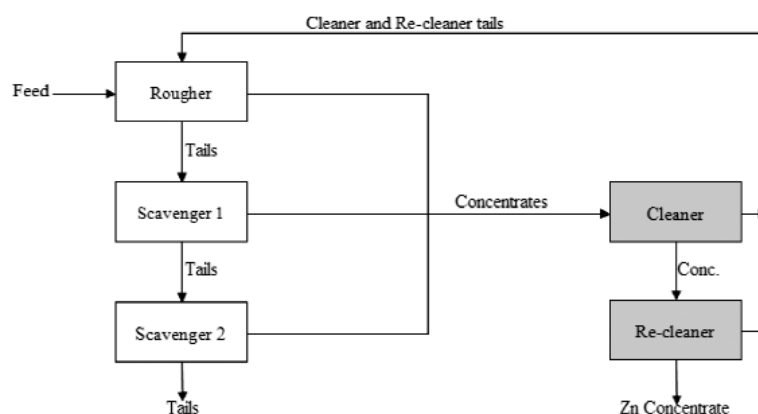 Cleaner and Re-cleaner tails
Feed
Rougher
Tails
Scavenger 1
Concentrates
Cleaner
Tails
Conc.
Scavenger 2
Re-cleaner
Tails
Zn Concentrate